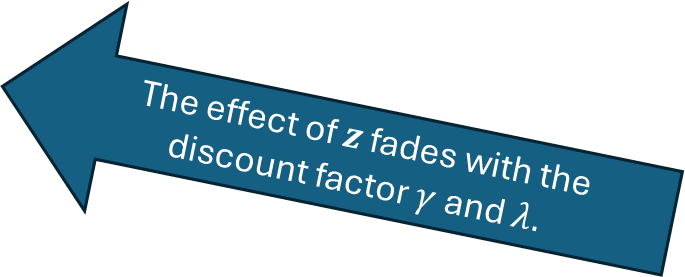 The effect of z fades with the
discount factor γ and λ.